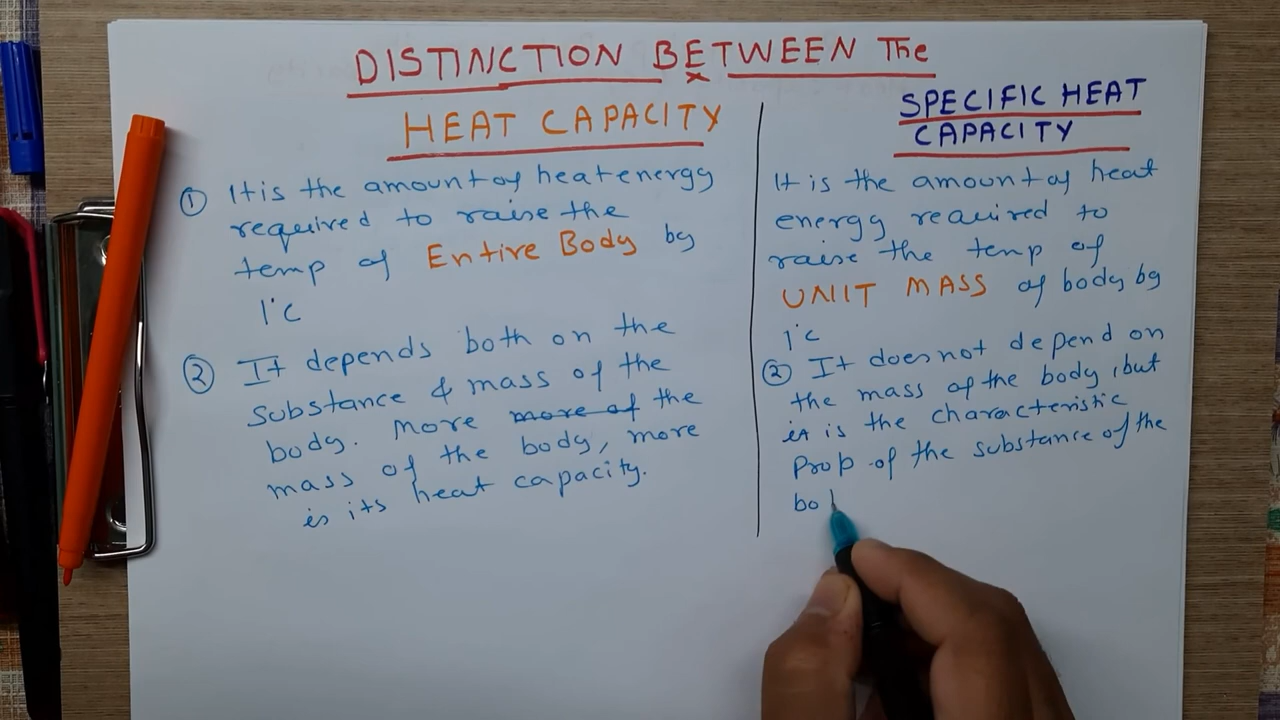 DISTINCTION BETWEEN The
HEAT CAPACITY
① It is the amount of heat energy
required to raise the
temp of Entire Body by
1°C
② It depends both on the
substance & mass of the
body. More more of the
mass of the body, more
is its heat capacity.
SPECIFIC HEAT
CAPACITY
It is the amount of heat
energy required to
raise the temp of
UNIT MASS of body by
1°C
② It does not depend on
the mass of the body, but
it is the characteristic
Prop. of the substance of the
bo